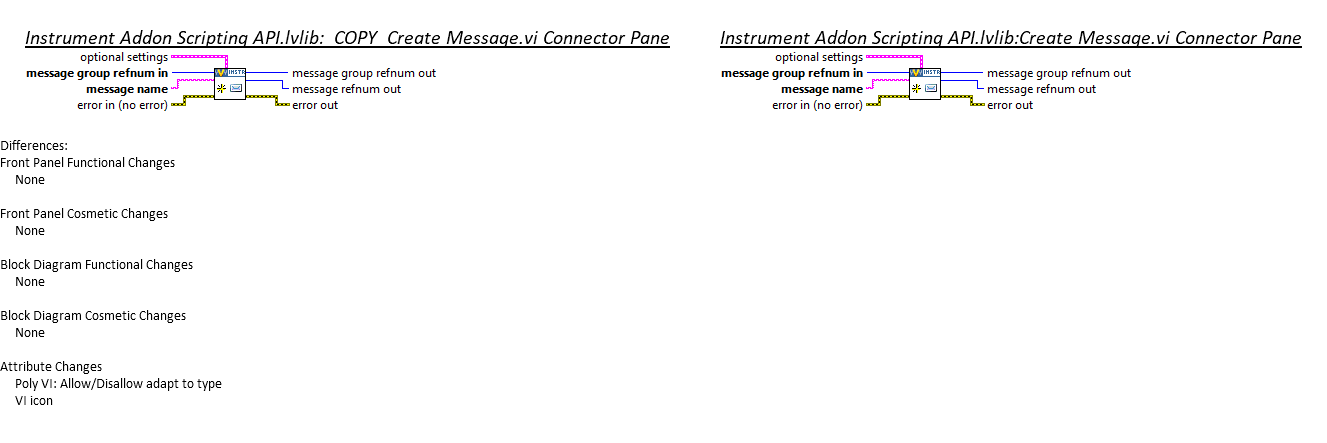 Instrument Addon Scripting API.lvlib:_COPY_Create Message.vi Connector Pane
optional settings
message group refnum in
message name
error in (no error)
INSTR
message group refnum out
message refnum out
error out
Instrument Addon Scripting API.lvlib:Create Message.vi Connector Pane
optional settings
message group refnum in
message name
error in (no error)
INSTR
message group refnum out
message refnum out
error out
Differences:
Front Panel Functional Changes
None
Front Panel Cosmetic Changes
None
Block Diagram Functional Changes
None
Block Diagram Cosmetic Changes
None
Attribute Changes
Poly VI: Allow/Disallow adapt to type
VI icon